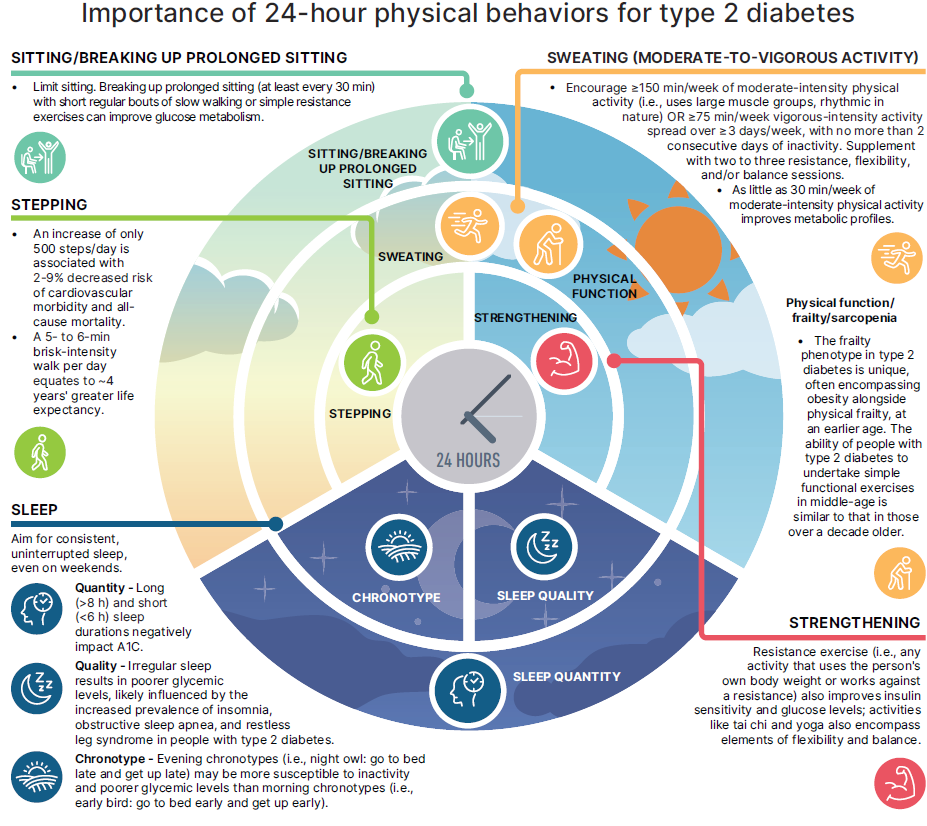 Importance of 24-hour physical behaviors for type 2 diabetes
SITTING/BREAKING UP PROLONGED SITTING
• Limit sitting. Breaking up prolonged sitting (at least every 30 min)
with short regular bouts of slow walking or simple resistance
exercises can improve glucose metabolism.
SWEATING (MODERATE-TO-VIGOROUS ACTIVITY)
• Encourage ≥150 min/week of moderate-intensity physical
activity (i.e., uses large muscle groups, rhythmic in
nature) OR ≥75 min/week vigorous-intensity activity
spread over ≥3 days/week, with no more than 2
consecutive days of inactivity. Supplement
with two to three resistance, flexibility,
and/or balance sessions.
• As little as 30 min/week of
moderate-intensity physical activity
improves metabolic profiles.
STEPPING
• An increase of only
500 steps/day is
associated with
2-9% decreased risk
of cardiovascular
morbidity and all-
cause mortality.
• A 5- to 6-min
brisk-intensity
walk per day
equates to ~4
years' greater life
expectancy.
Physical function/
frailty/sarcopenia
• The frailty
phenotype in type 2
diabetes is unique,
often encompassing
obesity alongside
physical frailty, at
an earlier age. The
ability of people with
type 2 diabetes to
undertake simple
functional exercises
in middle-age is
similar to that in those
over a decade older.
SITTING/BREAKING
UP PROLONGED
SITTING
SWEATING
PHYSICAL
FUNCTION
STRENGTHENING
STEPPING
24 HOURS
CHRONOTYPE
SLEEP QUALITY
SLEEP QUANTITY
SLEEP
Aim for consistent,
uninterrupted sleep,
even on weekends.
Quantity - Long
(>8 h) and short
(<6 h) sleep
durations negatively
impact A1C.
Quality - Irregular sleep
results in poorer glycemic
levels, likely influenced by the
increased prevalence of insomnia,
obstructive sleep apnea, and restless
leg syndrome in people with type 2 diabetes.
Chronotype - Evening chronotypes (i.e., night owl: go to bed
late and get up late) may be more susceptible to inactivity
and poorer glycemic levels than morning chronotypes (i.e.,
early bird: go to bed early and get up early).
STRENGTHENING
Resistance exercise (i.e., any
activity that uses the person's
own body weight or works against
a resistance) also improves insulin
sensitivity and glucose levels; activities
like tai chi and yoga also encompass
elements of flexibility and balance.